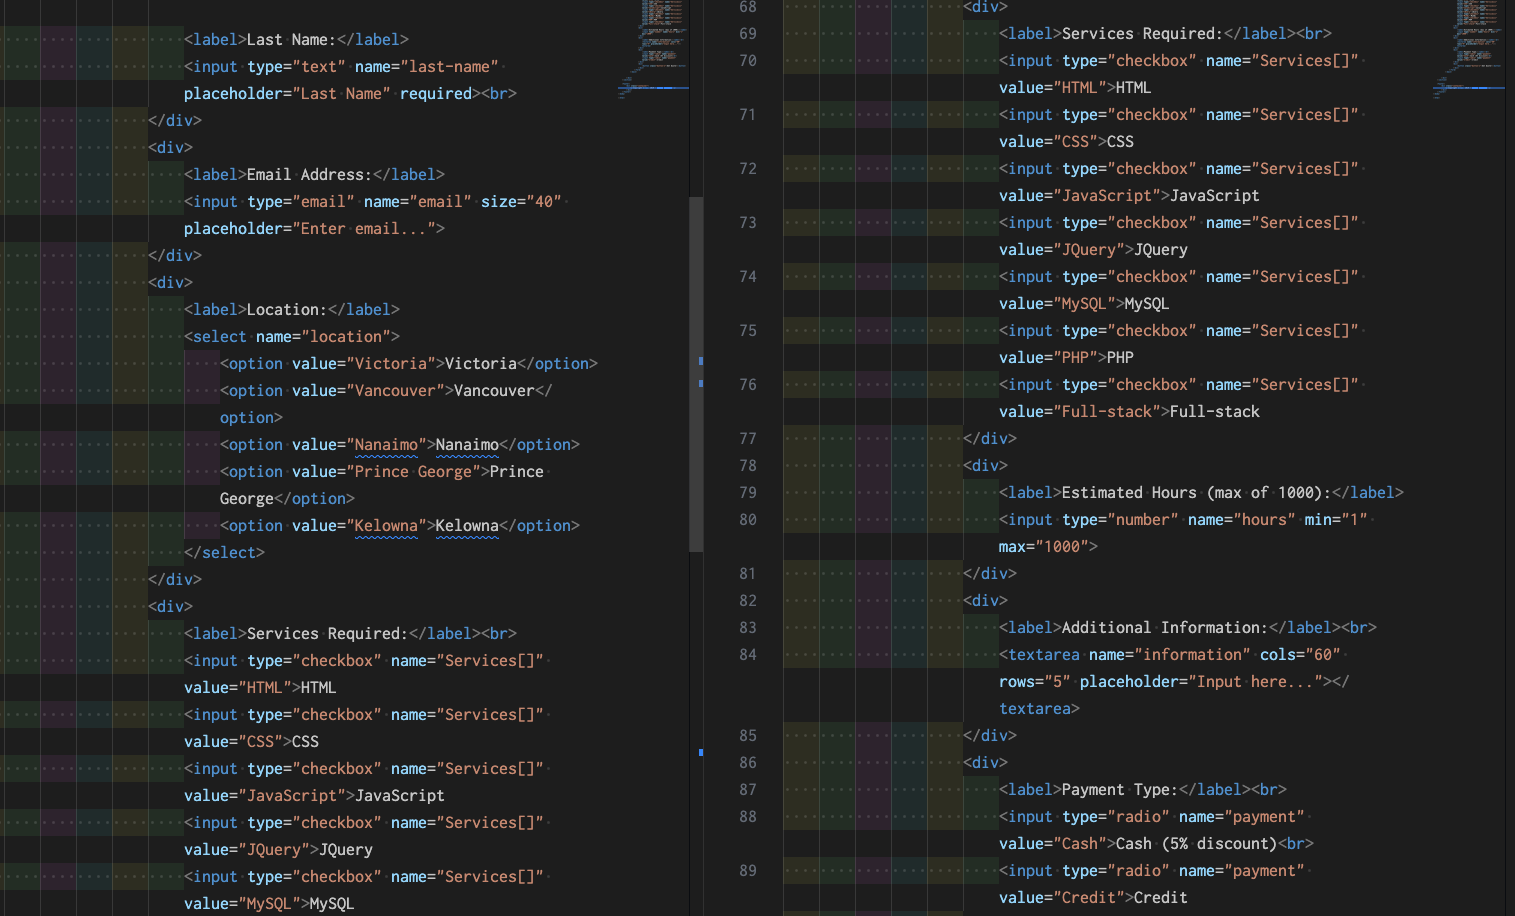 <label>Last Name:</label>
<input type="text" name="last-name"
placeholder="Last Name" required><br>
</div>
<div>
<label>Email Address:</label>
<input type="email" name="email" size="40"
placeholder="Enter email...">
</div>
<div>
<label>Location:</label>
<select name="location">
<option value="Victoria">Victoria</option>
<option value="Vancouver">Vancouver</
option>
<option value="Nanaimo">Nanaimo</option>
<option value="Prince George">Prince
George</option>
<option value="Kelowna">Kelowna</option>
</select>
</div>
<div>
<label>Services Required:</label><br>
<input type="checkbox" name="Services[]"
value="HTML">HTML
<input type="checkbox" name="Services[]"
value="CSS">CSS
<input type="checkbox" name="Services[]"
value="JavaScript">JavaScript
<input type="checkbox" name="Services[]"
value="JQuery">JQuery
<input type="checkbox" name="Services[]"
value="MySQL">MySQL
68 <div>
69 <label>Services Required:</label><br>
70 <input type="checkbox" name="Services[]"
value="HTML">HTML
71 <input type="checkbox" name="Services[]"
value="CSS">CSS
72 <input type="checkbox" name="Services[]"
value="JavaScript">JavaScript
73 <input type="checkbox" name="Services[]"
value="JQuery">JQuery
74 <input type="checkbox" name="Services[]"
value="MySQL">MySQL
75 <input type="checkbox" name="Services[]"
value="PHP">PHP
76 <input type="checkbox" name="Services[]"
value="Full-stack">Full-stack
77 </div>
78 <div>
79 <label>Estimated Hours (max of 1000):</label>
80 <input type="number" name="hours" min="1"
max="1000">
81 </div>
82 <div>
83 <label>Additional Information:</label><br>
84 <textarea name="information" cols="60"
rows="5" placeholder="Input here..."></
textarea>
85 </div>
86 <div>
87 <label>Payment Type:</label><br>
88 <input type="radio" name="payment"
value="Cash">Cash (5% discount)<br>
89 <input type="radio" name="payment"
value="Credit">Credit